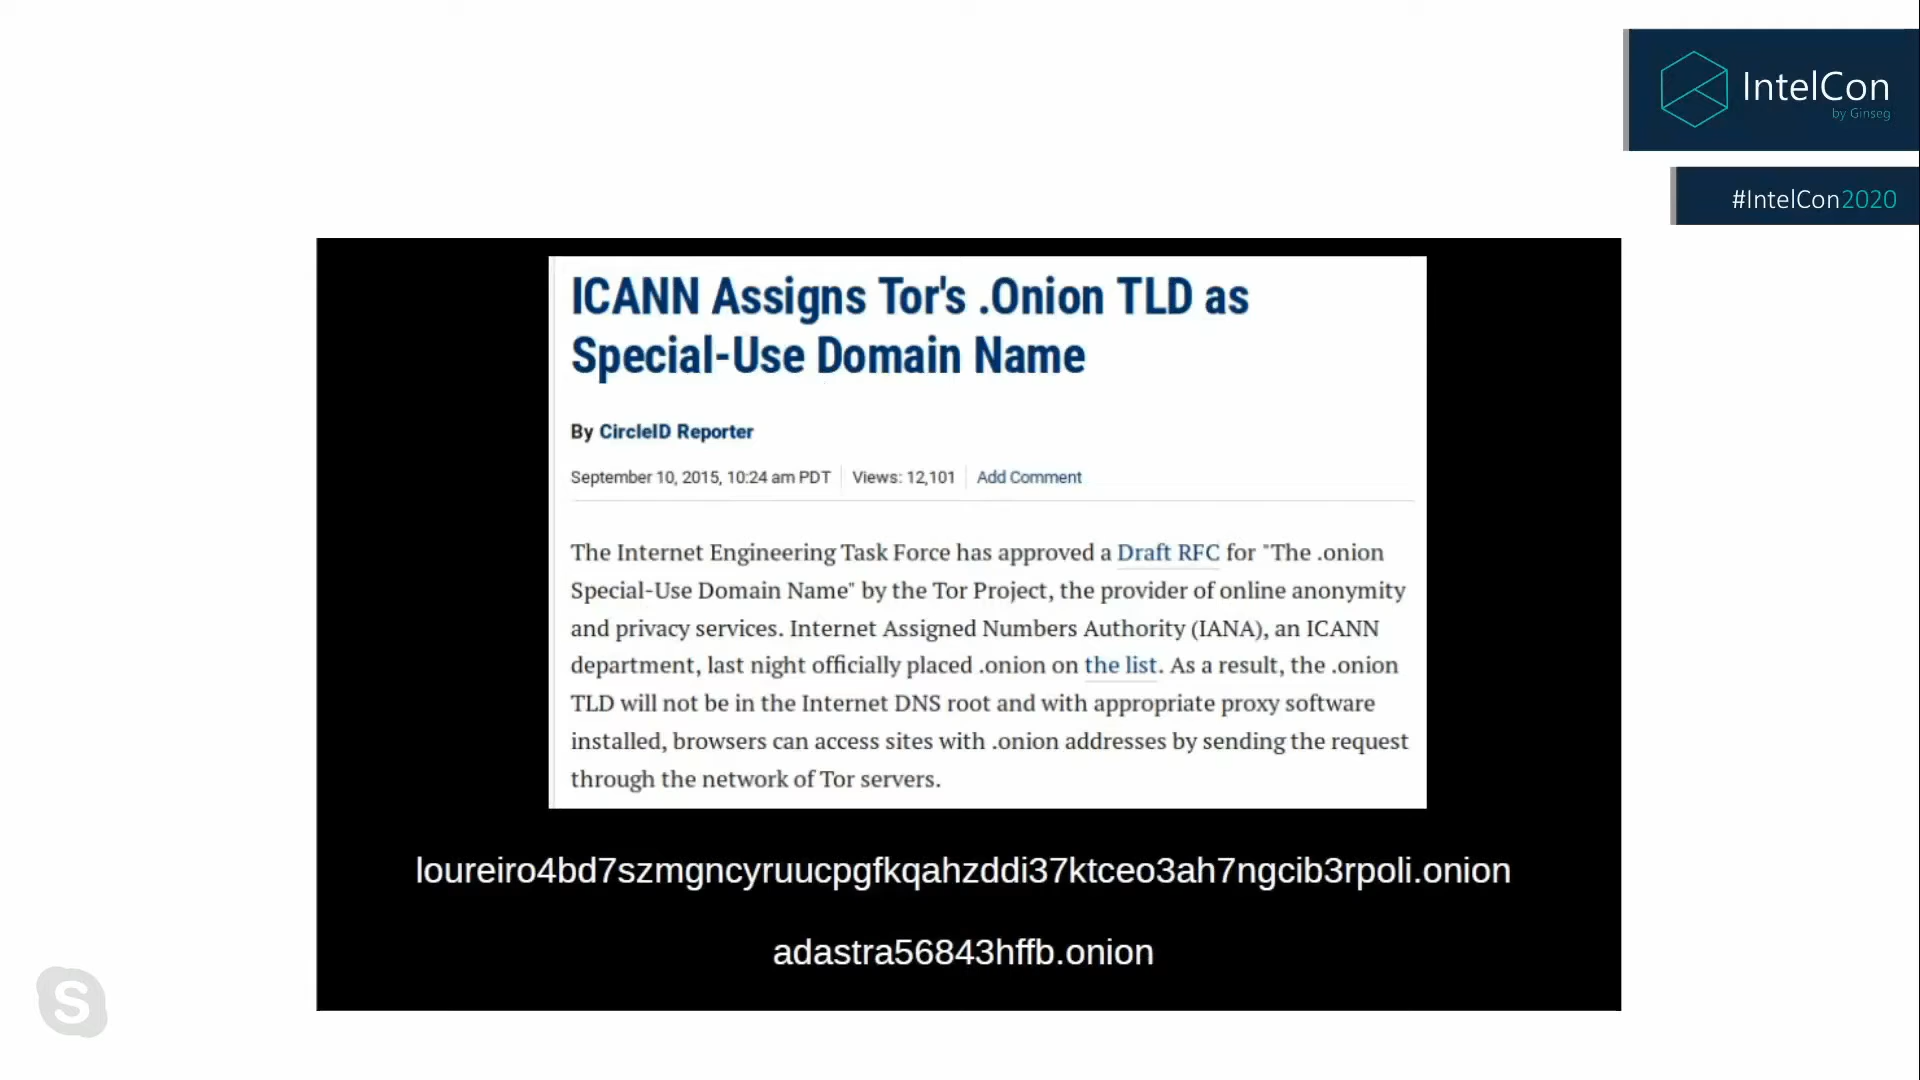 IntelCon
by Ginseg
#IntelCon2020
ICANN Assigns Tor's .Onion TLD as
Special-Use Domain Name
By CircleID Reporter
September 10, 2015, 10:24 am PDT Views: 12,101 Add Comment
The Internet Engineering Task Force has approved a Draft RFC for "The .onion
Special-Use Domain Name" by the Tor Project, the provider of online anonymity
and privacy services. Internet Assigned Numbers Authority (IANA), an ICANN
department, last night officially placed .onion on the list. As a result, the .onion
TLD will not be in the Internet DNS root and with appropriate proxy software
installed, browsers can access sites with .onion addresses by sending the request
through the network of Tor servers.
loureiro4bd7szmgncyruucpgfkqahzddi37ktceo3ah7ngcib3rpoli.onion
adastra56843hffb.onion
S